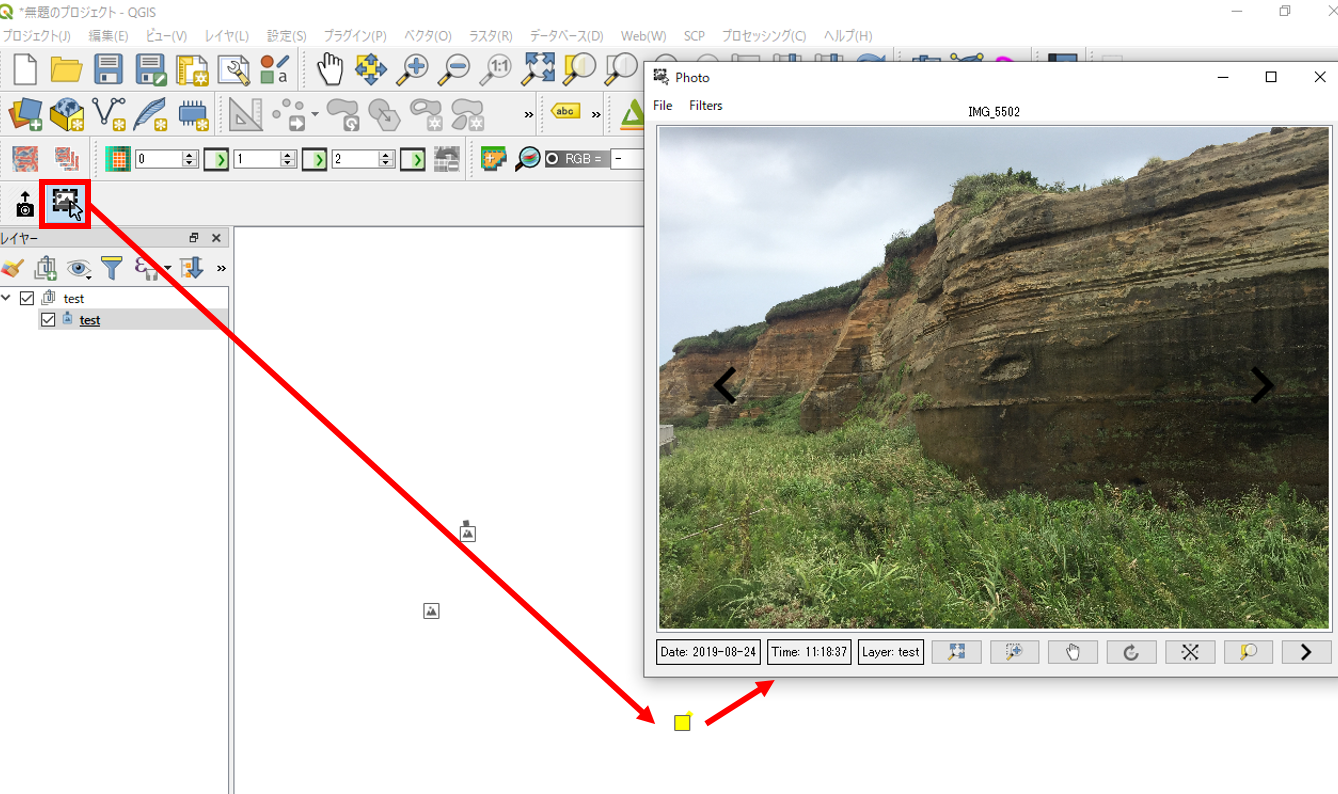 *無題のプロジェクト - QGIS
プロジェクト(J) 編集(E) ビュー(V) レイヤ(L) 設定(S) プラグイン(P) ベクタ(O) ラスタ(R) データベース(D) Web(W) SCP プロセッシング(C) ヘルプ(H)
a 1:1
abc
0 1 2 RGB = -
レイヤー
test
test
Photo
File Filters
IMG_5502
Date: 2019-08-24 Time: 11:18:37 Layer: test